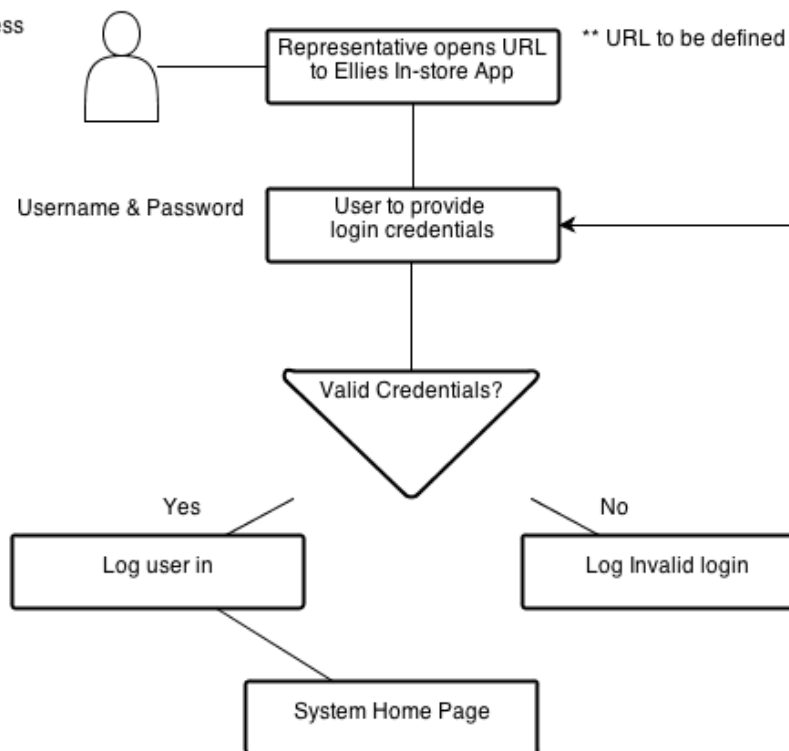 Representative opens URL
to Ellies In-store App
** URL to be defined
Username & Password
User to provide
login credentials
Valid Credentials?
Yes
No
Log user in
Log Invalid login
System Home Page